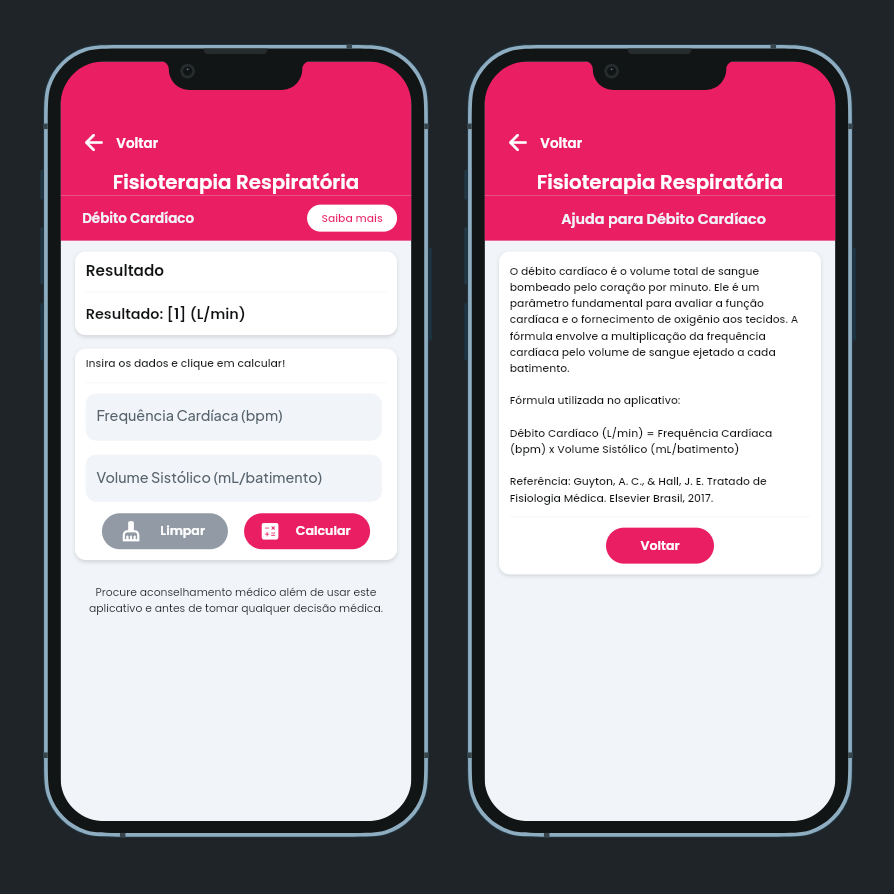 Voltar
Fisioterapia Respiratória
Débito Cardíaco
Saiba mais
Resultado
Resultado: [1] (L/min)
Insira os dados e clique em calcular!
Frequência Cardíaca (bpm)
Volume Sistólico (mL/batimento)
Limpar
Calcular
Procure aconselhamento médico além de usar este
aplicativo e antes de tomar qualquer decisão médica.
Voltar
Fisioterapia Respiratória
Ajuda para Débito Cardíaco
O débito cardíaco é o volume total de sangue
bombeado pelo coração por minuto. Ele é um
parâmetro fundamental para avaliar a função
cardíaca e o fornecimento de oxigênio aos tecidos. A
fórmula envolve a multiplicação da frequência
cardíaca pelo volume de sangue ejetado a cada
batimento.
Fórmula utilizada no aplicativo:
Débito Cardíaco (L/min) = Frequência Cardíaca
(bpm) x Volume Sistólico (mL/batimento)
Referência: Guyton, A. C., & Hall, J. E. Tratado de
Fisiologia Médica. Elsevier Brasil, 2017.
Voltar